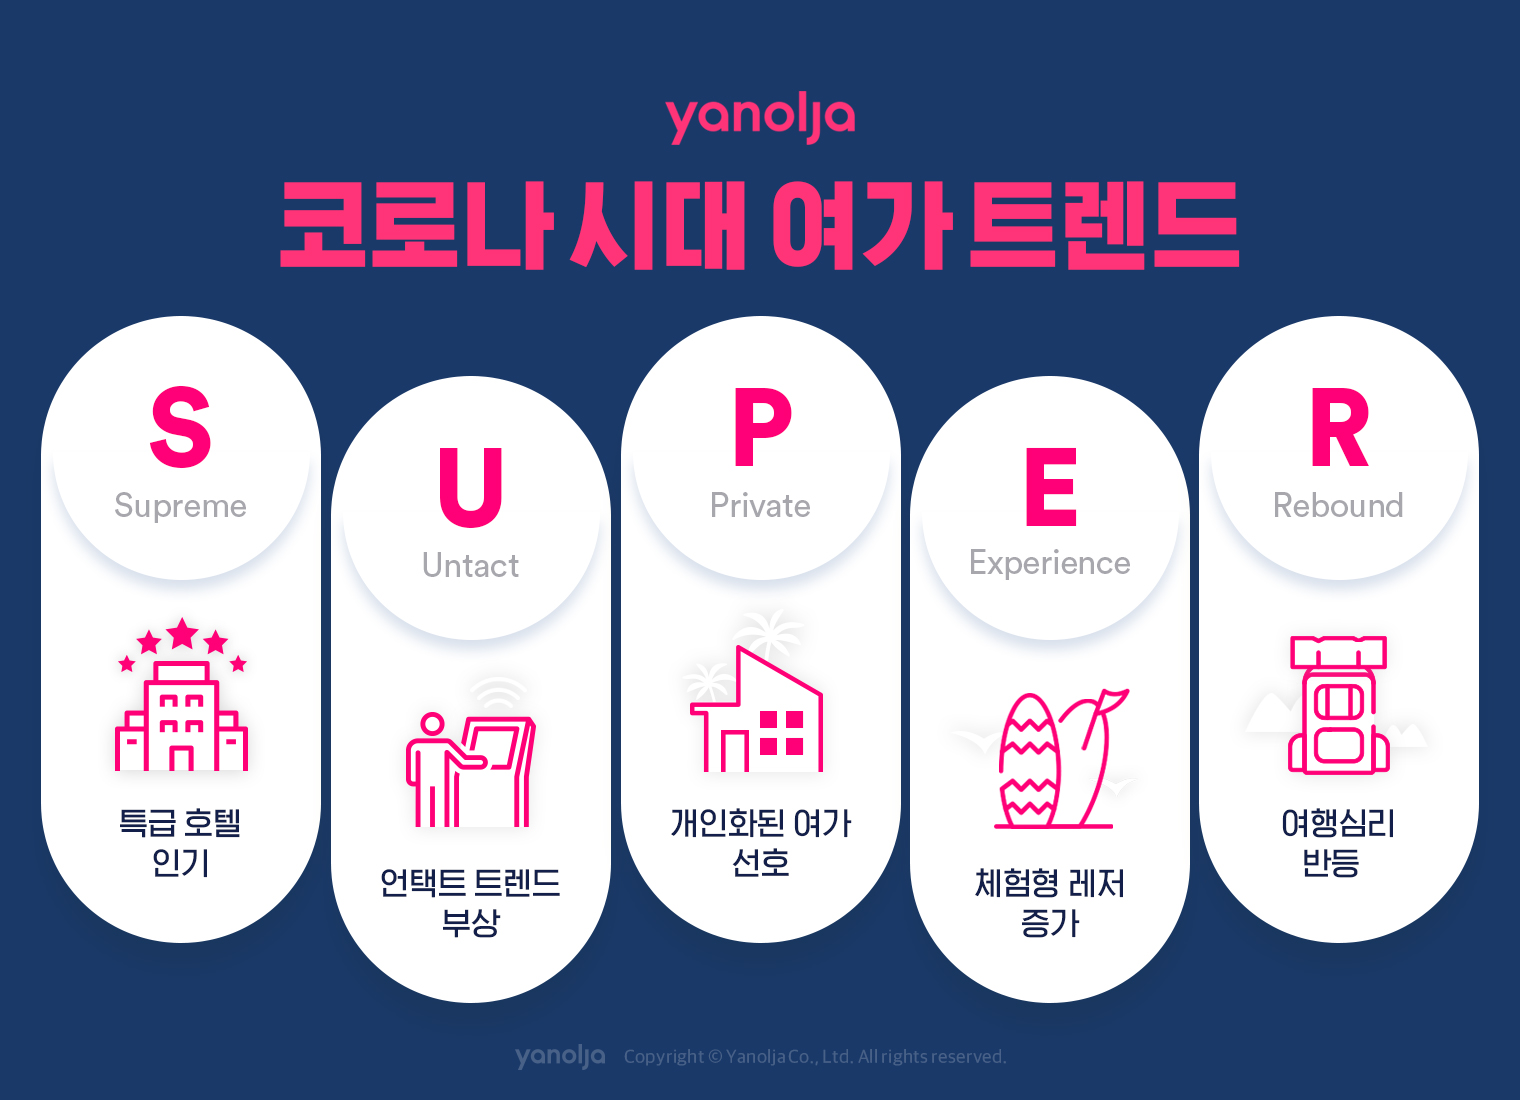 yanolja
코로나 시대 여가 트렌드
S
Supreme
특급 호텔
인기
U
Untact
언택트 트렌드
부상
P
Private
개인화된 여가
선호
E
Experience
체험형 레저
증가
R
Rebound
여행심리
반등
yanolja Copyright © Yanolja Co., Ltd. All rights reserved.